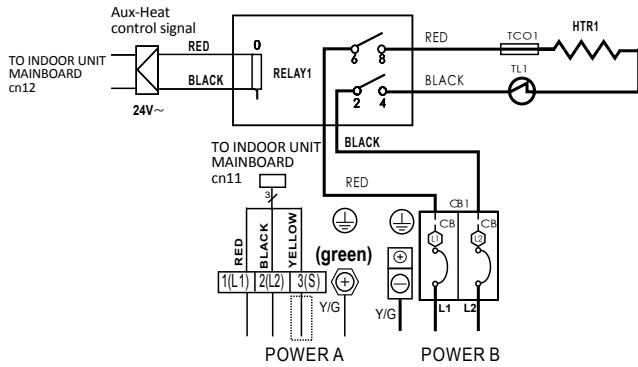 Aux-Heat
control signal
TO INDOOR UNIT
MAINBOARD
cn12
RED
BLACK
24V~
0
RELAY1
6 8
2 4
RED
TCO1
HTR1
BLACK
TL1
BLACK
RED
TO INDOOR UNIT
MAINBOARD
cn11
3
RED
BLACK
YELLOW
(green)
1(L1) 2(L2) 3(S)
Y/G
Y/G
CB1
CB CB
L1 L2
L1 L2
POWER A
POWER B